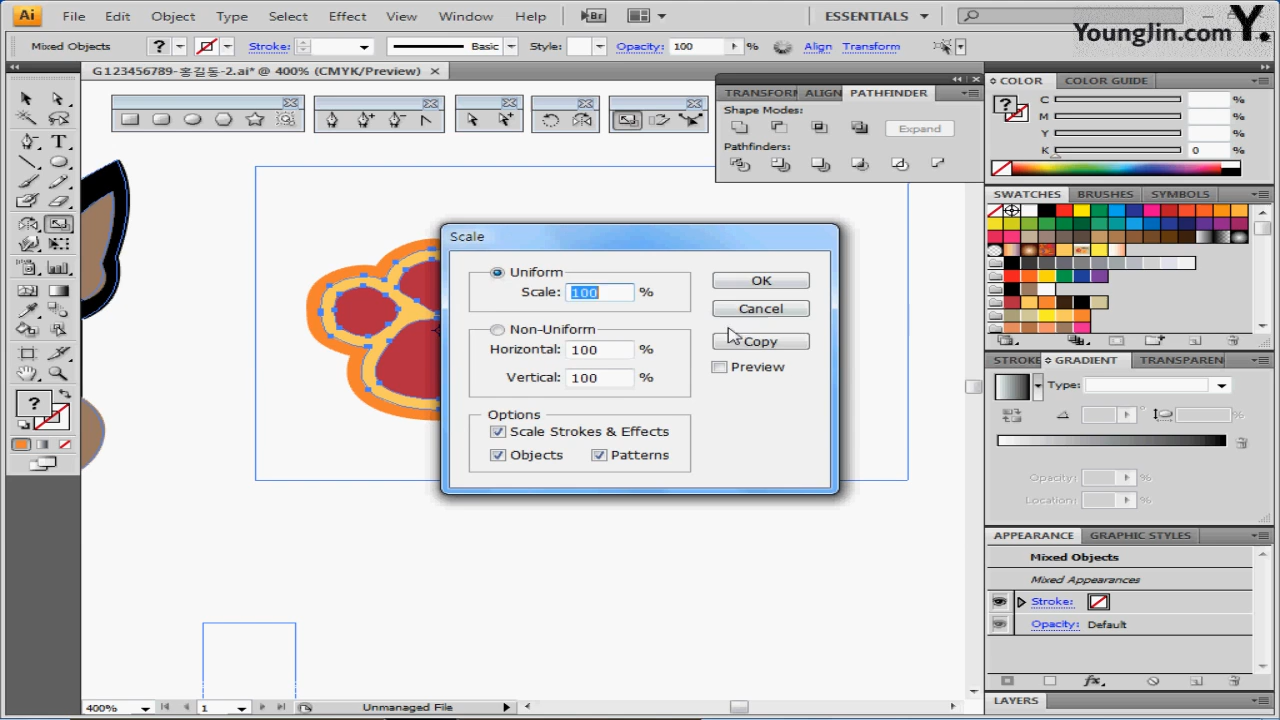 Ai File Edit Object Type Select Effect View Window Help Br ESSENTIALS
YoungJin.com Y.
Mixed Objects ? Stroke: Basic Style: Opacity: 100 % Align Transform
G123456789-홍길동-2.ai* @ 400% (CMYK/Preview)
TRANSFORM ALIGN PATHFINDER
Shape Modes:
Expand
Pathfinders:
COLOR COLOR GUIDE
? C %
M %
Y %
K 0 %
SWATCHES BRUSHES SYMBOLS
Scale
Uniform
Scale: 100 %
Non-Uniform
Horizontal: 100 %
Vertical: 100 %
Options
Scale Strokes & Effects
Objects Patterns
OK
Cancel
Copy
Preview
?
STROKE GRADIENT TRANSPAREN
Type:
%
Opacity: %
Location: %
APPEARANCE GRAPHIC STYLES
Mixed Objects
Mixed Appearances
Stroke:
Opacity: Default
fx
LAYERS
400% 1 Unmanaged File